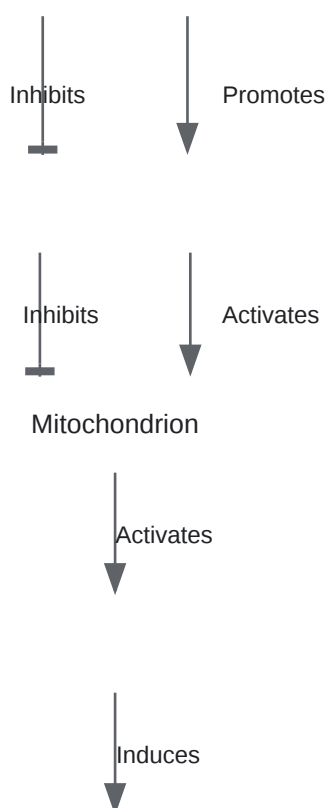 Inhibits
Promotes
Inhibits
Activates
Mitochondrion
Activates
Induces